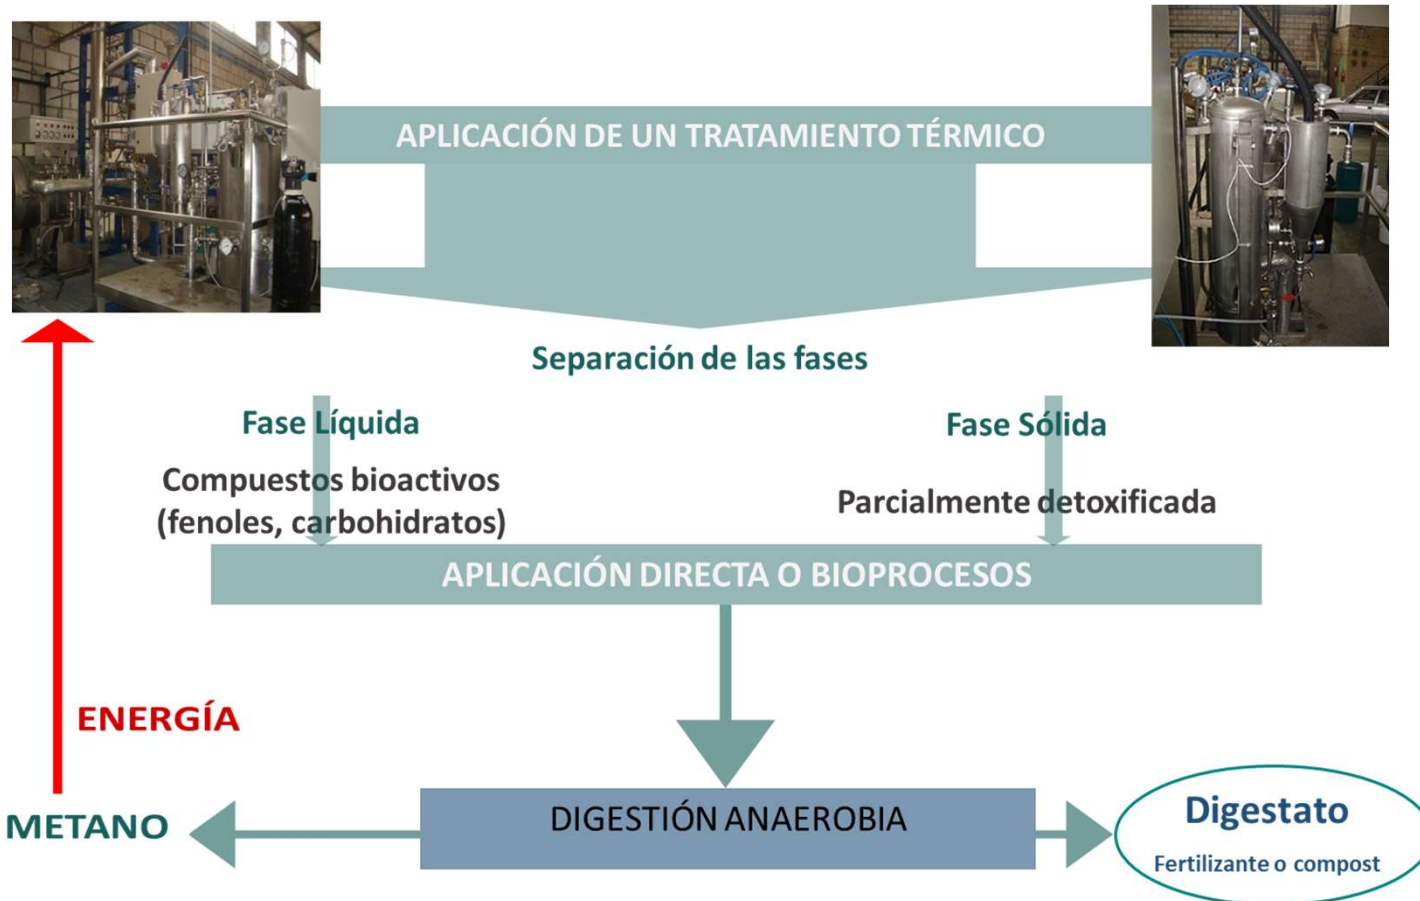 APLICACIÓN DE UN TRATAMIENTO TÉRMICO
Separación de las fases
Fase Líquida
Compuestos bioactivos
(fenoles, carbohidratos)
Fase Sólida
Parcialmente detoxificada
APLICACIÓN DIRECTA O BIOPROCESOS
ENERGÍA
METANO
DIGESTIÓN ANAEROBIA
Digestato
Fertilizante o compost